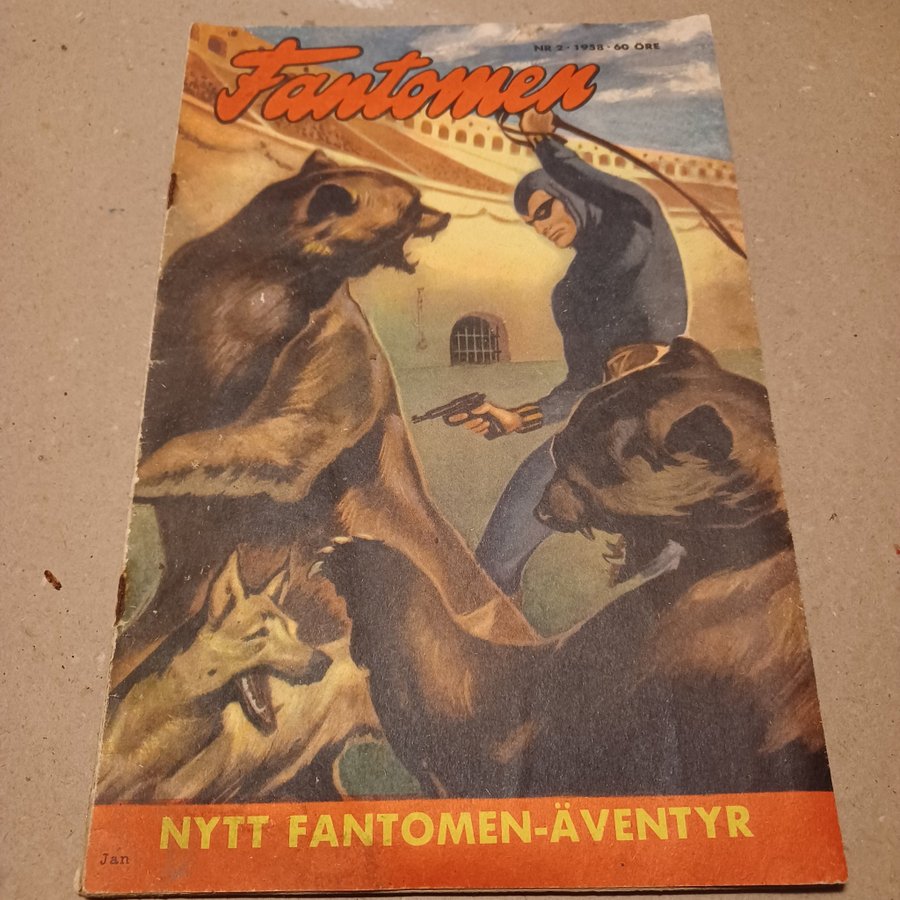 NR 2 · 1958 · 60 ÖRE
Fantomen
NYTT FANTOMEN-ÄVENTYR
Jan